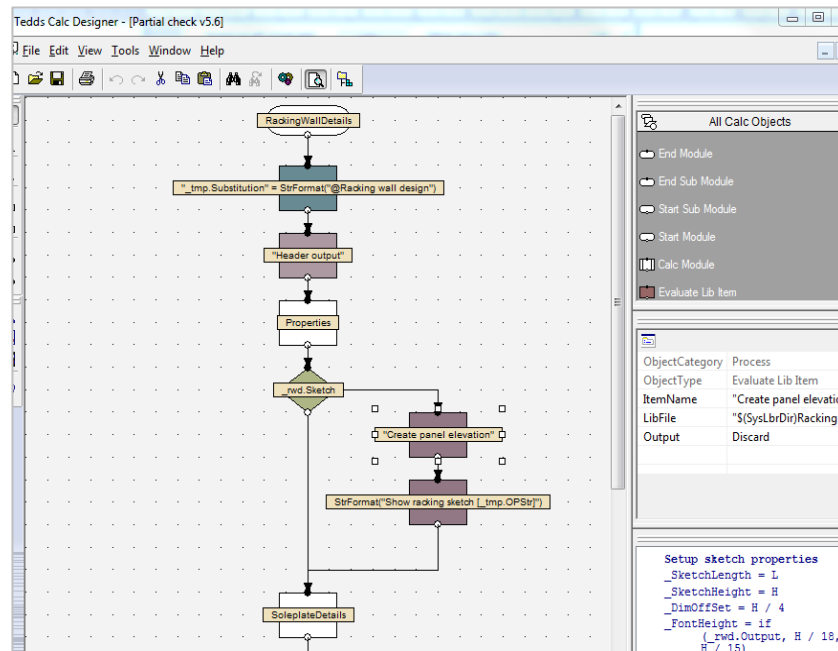 Tedds Calc Designer - [Partial check v5.6]
File Edit View Tools Window Help
RackingWallDetails
"_tmp.Substitution" = StrFormat("@Racking wall design")
"Header output"
Properties
_rwd.Sketch
"Create panel elevation"
StrFormat("Show racking sketch [_tmp.OPStr]")
SoleplateDetails
All Calc Objects
End Module
End Sub Module
Start Sub Module
Start Module
Calc Module
Evaluate Lib Item
ObjectCategory Process
ObjectType Evaluate Lib Item
ItemName "Create panel elevatio
LibFile "$(SysLbrDir)Racking
Output Discard
Setup sketch properties
_SketchLength = L
_SketchHeight = H
_DimOffSet = H / 4
_FontHeight = if
(_rwd.Output, H / 18,
H / 15)